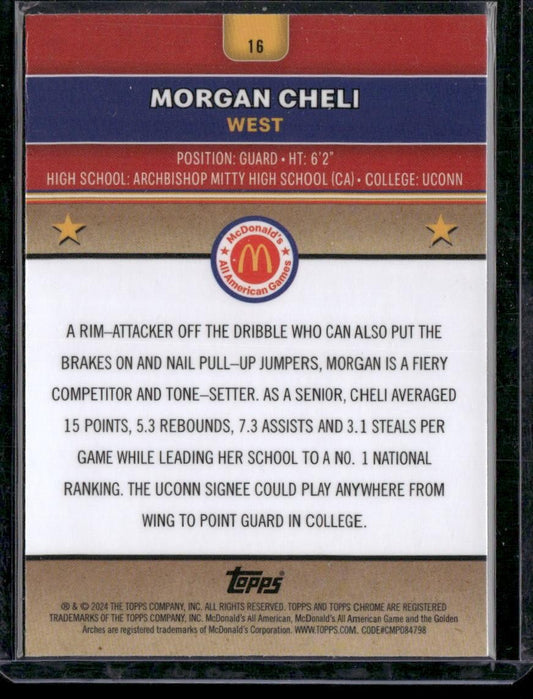 16
MORGAN CHELI
WEST
POSITION: GUARD • HT: 6'2"
HIGH SCHOOL: ARCHBISHOP MITTY HIGH SCHOOL (CA) • COLLEGE: UCONN
McDonald's
All American Games
A RIM–ATTACKER OFF THE DRIBBLE WHO CAN ALSO PUT THE
BRAKES ON AND NAIL PULL–UP JUMPERS, MORGAN IS A FIERY
COMPETITOR AND TONE–SETTER. AS A SENIOR, CHELI AVERAGED
15 POINTS, 5.3 REBOUNDS, 7.3 ASSISTS AND 3.1 STEALS PER
GAME WHILE LEADING HER SCHOOL TO A NO. 1 NATIONAL
RANKING. THE UCONN SIGNEE COULD PLAY ANYWHERE FROM
WING TO POINT GUARD IN COLLEGE.
topps
® & © 2024 THE TOPPS COMPANY, INC. ALL RIGHTS RESERVED. TOPPS AND TOPPS CHROME ARE REGISTERED
TRADEMARKS OF THE TOPPS COMPANY, INC. McDonald's All American, McDonald's All American Game and the Golden
Arches are registered trademarks of McDonald's Corporation. WWW.TOPPS.COM. CODE#CMP084798